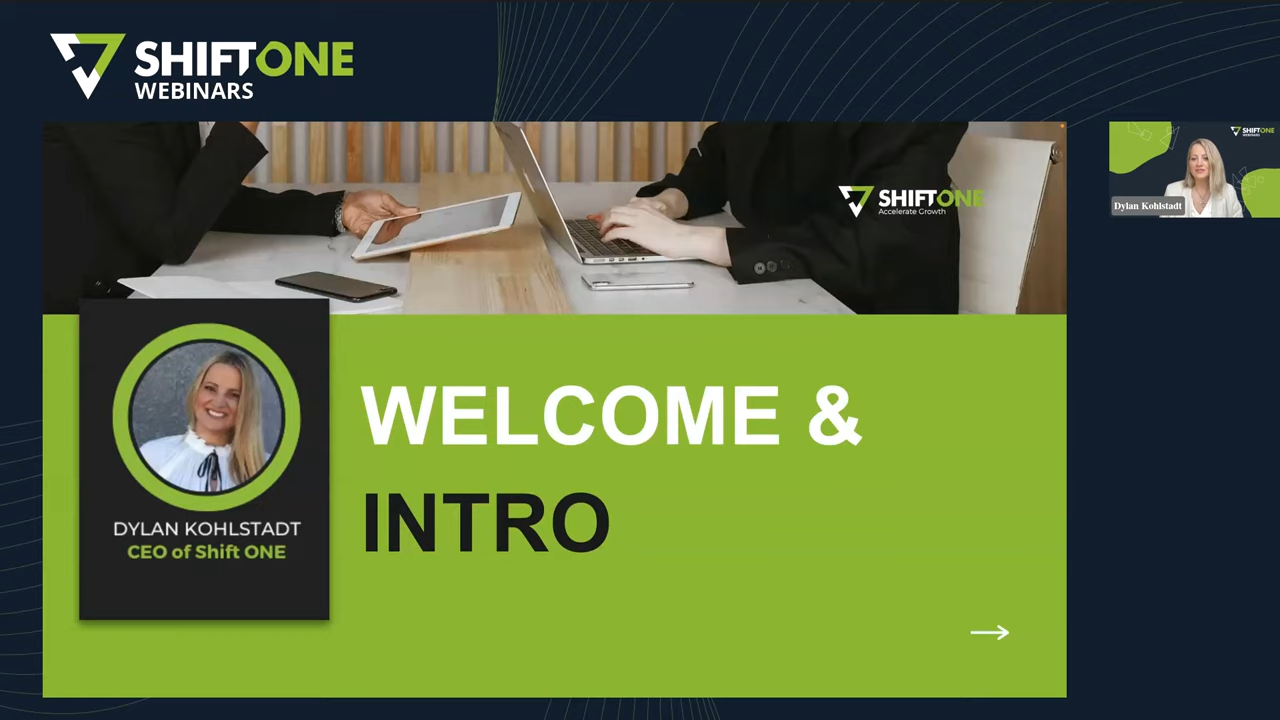 SHIFTONE
WEBINARS
SHIFTONE
Accelerate Growth
SHIFTONE
WEBINARS
Dylan Kohlstadt
WELCOME &
INTRO
DYLAN KOHLSTADT
CEO of Shift ONE